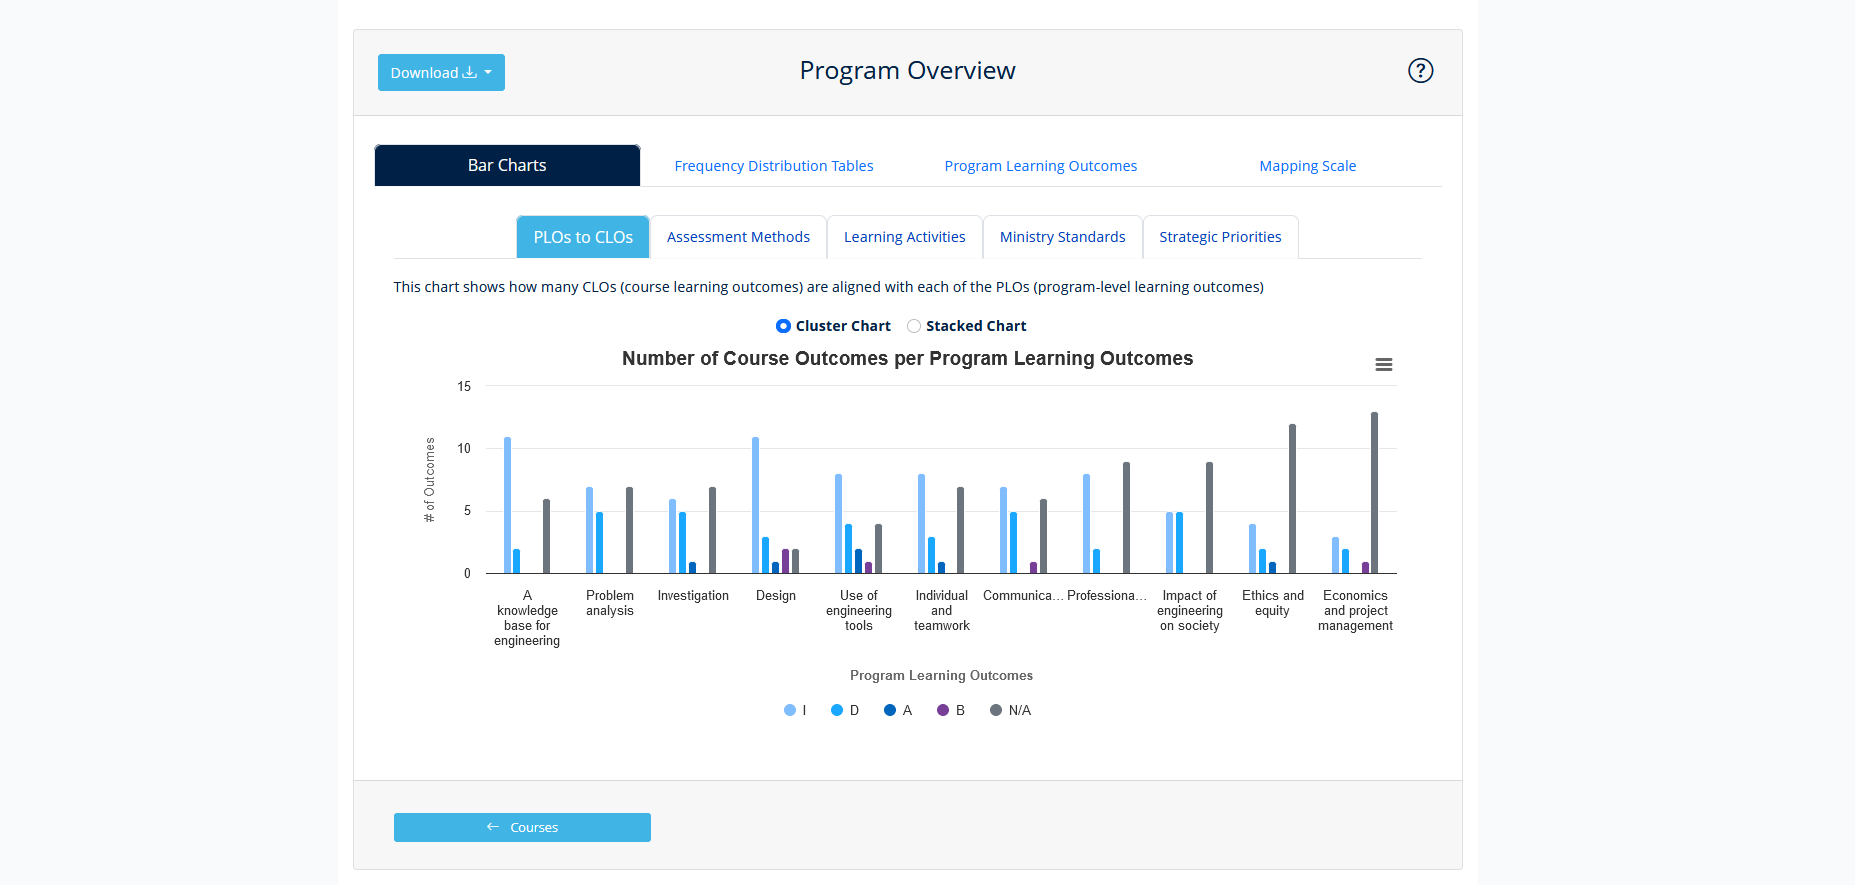 Download
Program Overview
?
Bar Charts
Frequency Distribution Tables
Program Learning Outcomes
Mapping Scale
PLOs to CLOs
Assessment Methods
Learning Activities
Ministry Standards
Strategic Priorities
This chart shows how many CLOs (course learning outcomes) are aligned with each of the PLOs (program-level learning outcomes)
Cluster Chart
Stacked Chart
Number of Course Outcomes per Program Learning Outcomes
# of Outcomes
15
10
5
0
A
knowledge
base for
engineering
Problem
analysis
Investigation
Design
Use of
engineering
tools
Individual
and
teamwork
Communica…
Professiona…
Impact of
engineering
on society
Ethics and
equity
Economics
and project
management
Program Learning Outcomes
I
D
A
B
N/A
← Courses